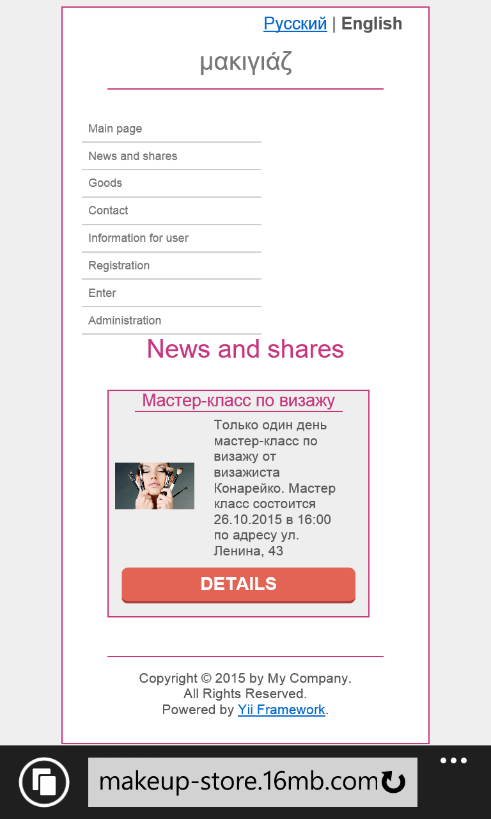 Русский | English
μακιγιάζ
Main page
News and shares
Goods
Contact
Information for user
Registration
Enter
Administration
News and shares
Мастер-класс по визажу
Только один день
мастер-класс по
визажу от
визажиста
Конарейко. Мастер
класс состоится
26.10.2015 в 16:00
по адресу ул.
Ленина, 43
DETAILS
Copyright © 2015 by My Company.
All Rights Reserved.
Powered by Yii Framework.
makeup-store.16mb.com